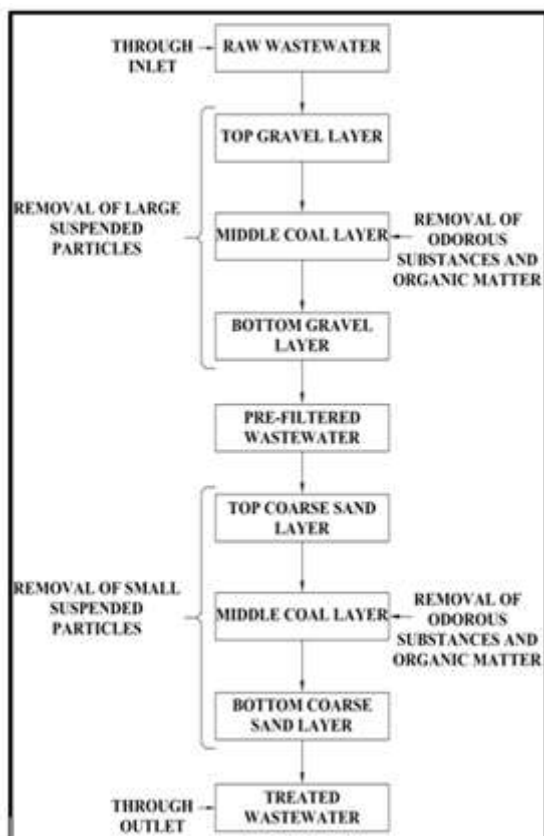 THROUGH
INLET
RAW WASTEWATER
TOP GRAVEL LAYER
REMOVAL OF LARGE
SUSPENDED
PARTICLES
MIDDLE COAL LAYER
REMOVAL OF
ODOROUS
SUBSTANCES AND
ORGANIC MATTER
BOTTOM GRAVEL
LAYER
PRE-FILTERED
WASTEWATER
TOP COARSE SAND
LAYER
REMOVAL OF SMALL
SUSPENDED
PARTICLES
MIDDLE COAL LAYER
REMOVAL OF
ODOROUS
SUBSTANCES AND
ORGANIC MATTER
BOTTOM COARSE
SAND LAYER
THROUGH
OUTLET
TREATED
WASTEWATER